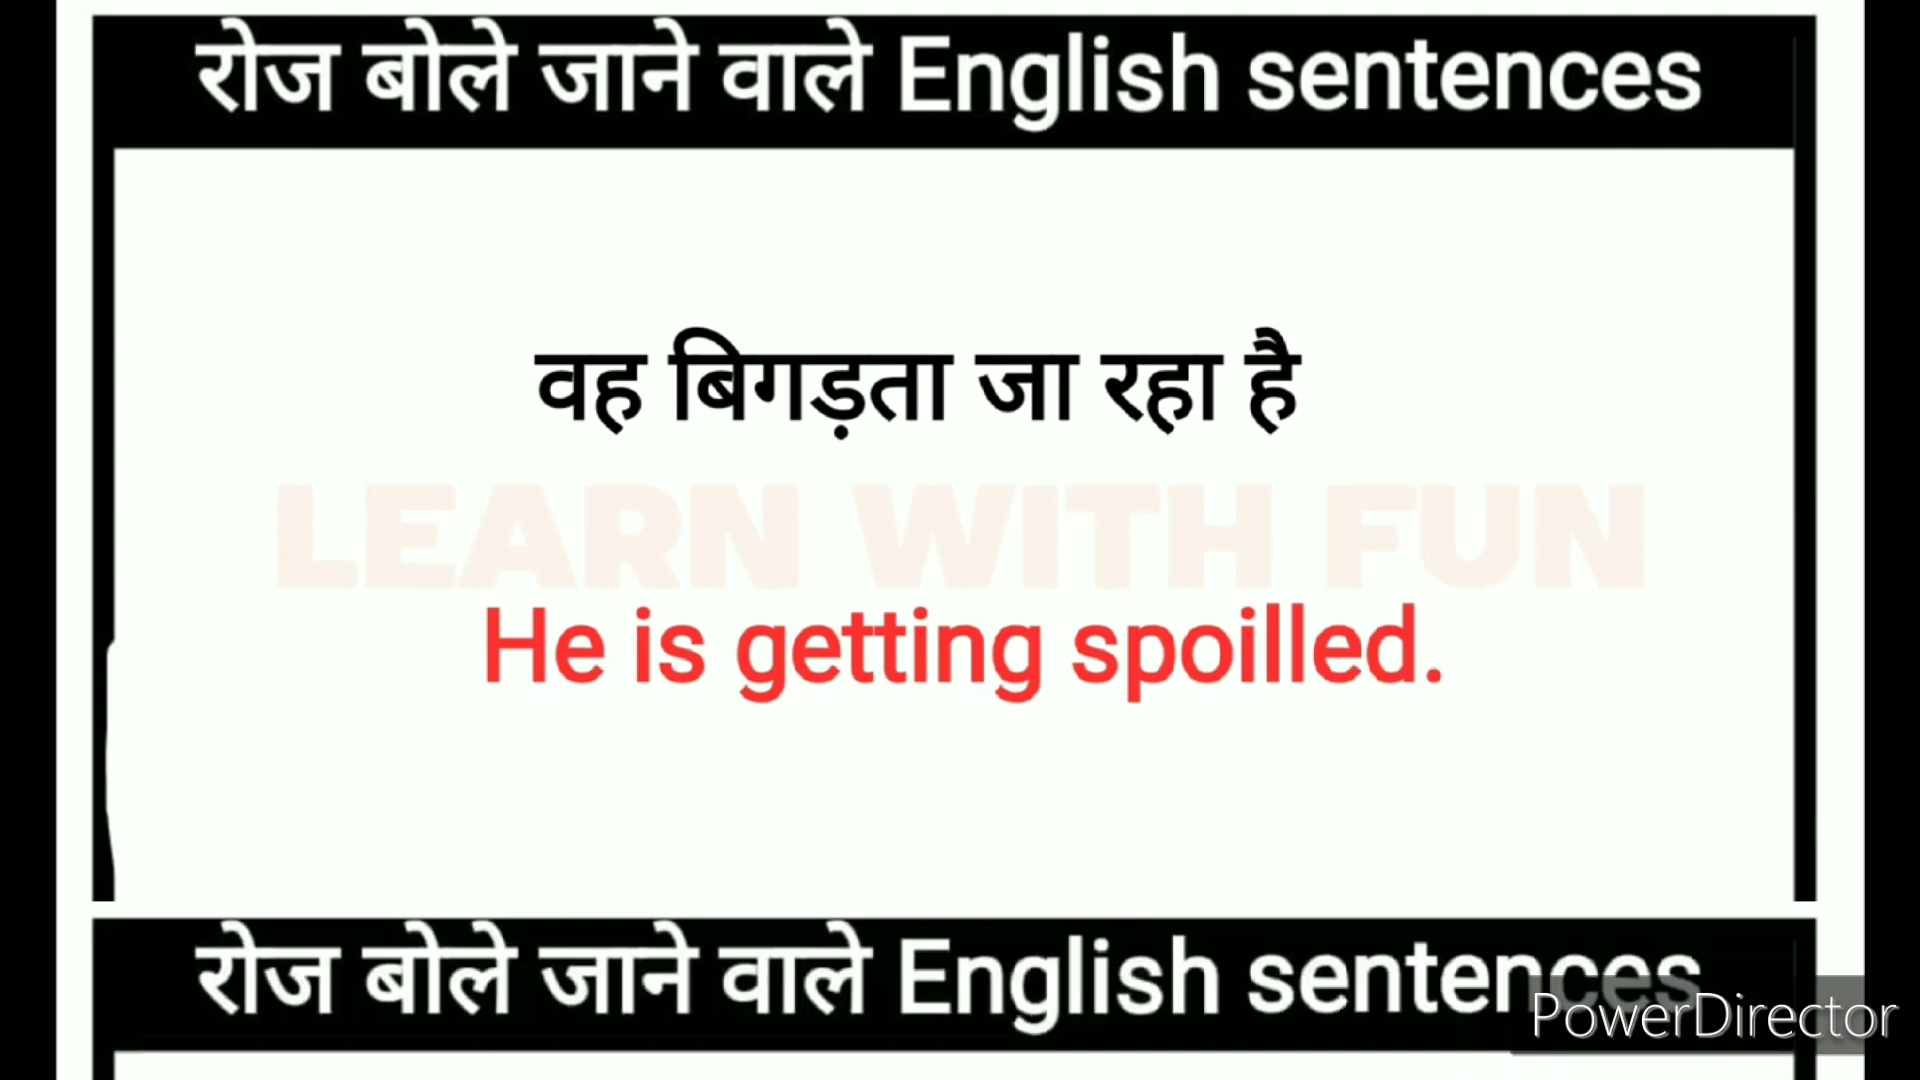 रोज बोले जाने वाले English sentences
वह बिगड़ता जा रहा है
LEARN WITH FUN
He is getting spoilled.
रोज बोले जाने वाले English sentences
PowerDirector